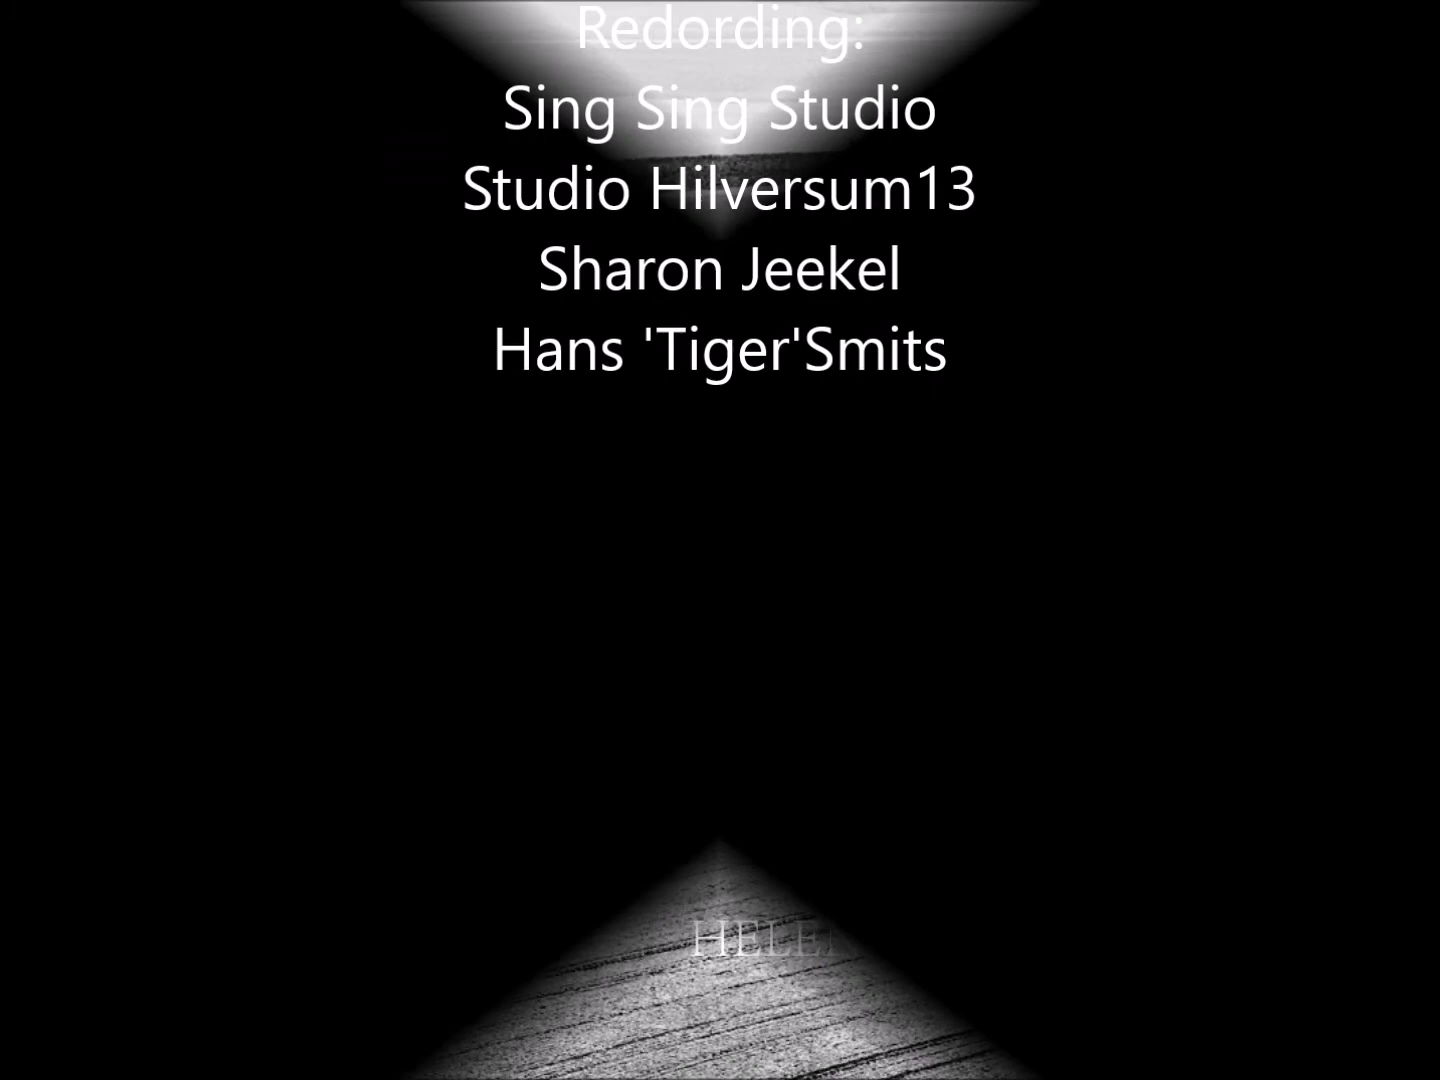 Redording:
Sing Sing Studio
Studio Hilversum13
Sharon Jeekel
Hans 'Tiger'Smits